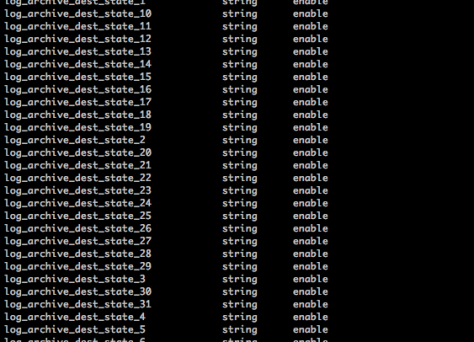 log_archive_dest_state_1 string enable
log_archive_dest_state_10 string enable
log_archive_dest_state_11 string enable
log_archive_dest_state_12 string enable
log_archive_dest_state_13 string enable
log_archive_dest_state_14 string enable
log_archive_dest_state_15 string enable
log_archive_dest_state_16 string enable
log_archive_dest_state_17 string enable
log_archive_dest_state_18 string enable
log_archive_dest_state_19 string enable
log_archive_dest_state_2 string enable
log_archive_dest_state_20 string enable
log_archive_dest_state_21 string enable
log_archive_dest_state_22 string enable
log_archive_dest_state_23 string enable
log_archive_dest_state_24 string enable
log_archive_dest_state_25 string enable
log_archive_dest_state_26 string enable
log_archive_dest_state_27 string enable
log_archive_dest_state_28 string enable
log_archive_dest_state_29 string enable
log_archive_dest_state_3 string enable
log_archive_dest_state_30 string enable
log_archive_dest_state_31 string enable
log_archive_dest_state_4 string enable
log_archive_dest_state_5 string enable
log_archive_dest_state_6 string enable